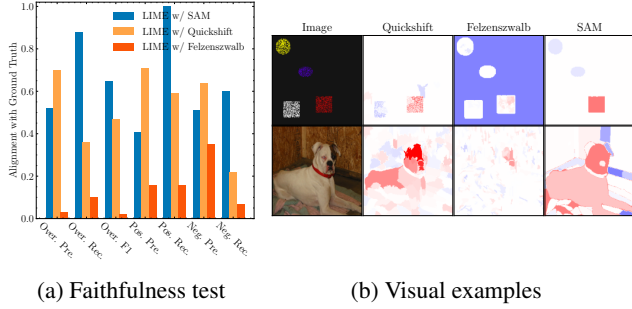 1.0
0.8
0.6
0.4
0.2
0.0
Alignment with Ground Truth
LIME w/ SAM
LIME w/ Quickshift
LIME w/ Felzenszwalb
Over. Pre.
Over. Rec.
Over. F1
Pos. Pre.
Pos. Rec.
Neg. Pre.
Neg. Rec.
(a) Faithfulness test
Image Quickshift Felzenszwalb SAM
(b) Visual examples